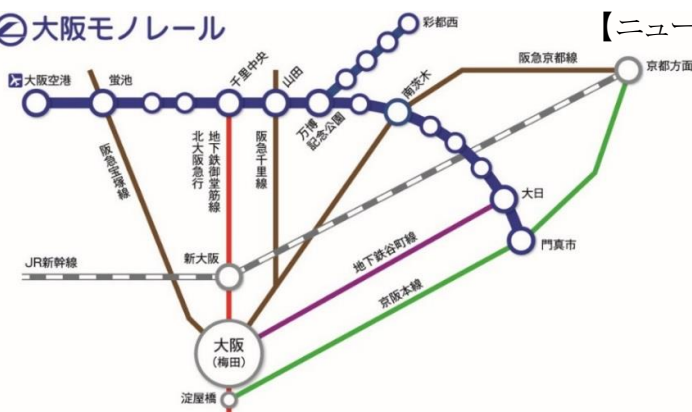 大阪モノレール
【ニュー
彩都西
阪急京都線
京都方面
大阪空港
蛍池
千里中央
山田
万博
記念公園
南茨木
阪急宝塚線
北大阪急行
地下鉄御堂筋線
阪急千里線
大日
門真市
JR新幹線
新大阪
地下鉄谷町線
京阪本線
大阪
(梅田)
淀屋橋